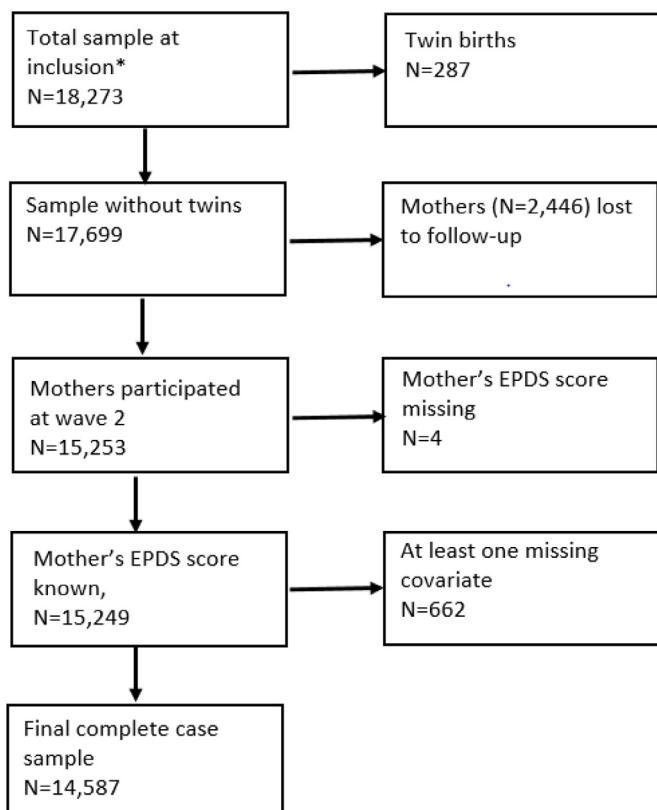 Total sample at
inclusion*
N=18,273
Twin births
N=287
Sample without twins
N=17,699
Mothers (N=2,446) lost
to follow-up
Mothers participated
at wave 2
N=15,253
Mother’s EPDS score
missing
N=4
Mother’s EPDS score
known,
N=15,249
At least one missing
covariate
N=662
Final complete case
sample
N=14,587